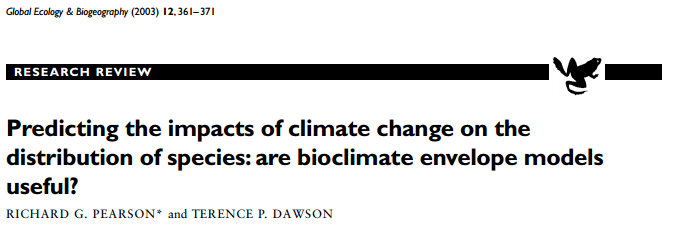 Global Ecology & Biogeography (2003) 12, 361–371
RESEARCH REVIEW
Predicting the impacts of climate change on the
distribution of species: are bioclimate envelope models
useful?
RICHARD G. PEARSON* and TERENCE P. DAWSON